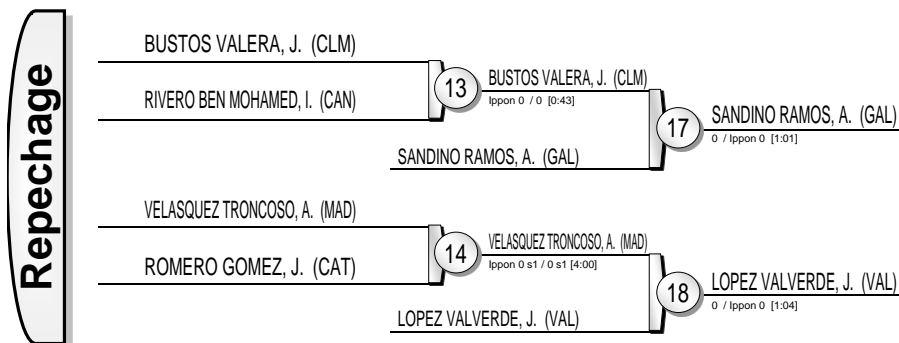 Repechage
BUSTOS VALERA, J. (CLM)
RIVERO BEN MOHAMED, I. (CAN)
13
BUSTOS VALERA, J. (CLM)
Ippon 0 / 0 [0:43]
SANDINO RAMOS, A. (GAL)
17
SANDINO RAMOS, A. (GAL)
0 / Ippon 0 [1:01]
VELASQUEZ TRONCOSO, A. (MAD)
ROMERO GOMEZ, J. (CAT)
14
VELASQUEZ TRONCOSO, A. (MAD)
Ippon 0 s1 / 0 s1 [4:00]
LOPEZ VALVERDE, J. (VAL)
18
LOPEZ VALVERDE, J. (VAL)
0 / Ippon 0 [1:04]